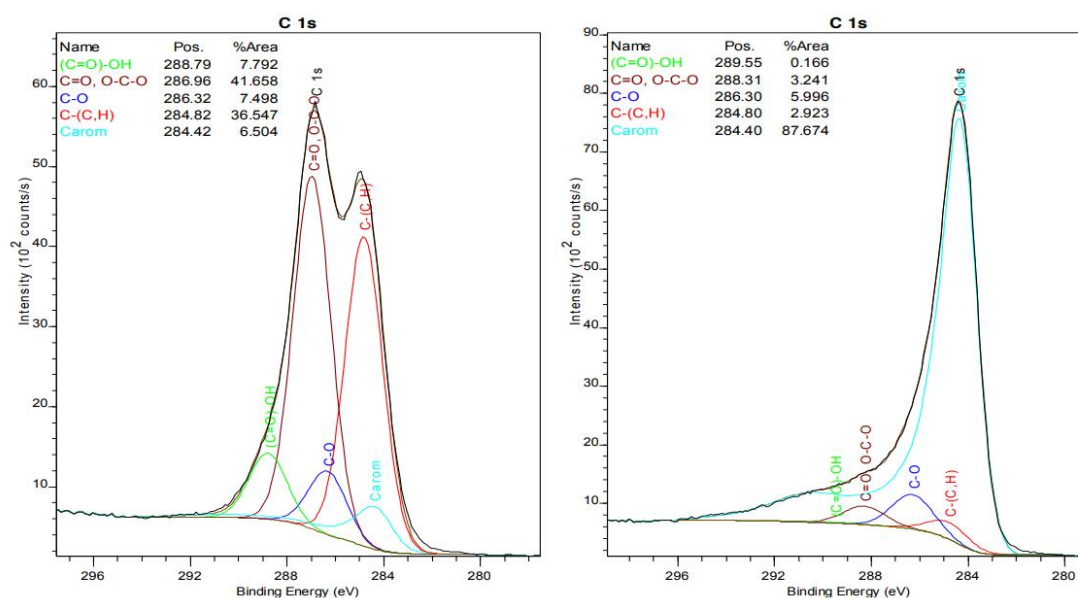 C 1s
Name Pos. %Area
(C=O)-OH 288.79 7.792
C=O, O-C-O 286.96 41.658
C-O 286.32 7.498
C-(C,H) 284.82 36.547
Carom 284.42 6.504
C 1s
C=O, O-C-O
C-(C,H)
(C=O)-OH
C-O
Carom
60
50
40
30
20
10
Intensity (10² counts/s)
296 292 288 284 280
Binding Energy (eV)
C 1s
Name Pos. %Area
(C=O)-OH 289.55 0.166
C=O, O-C-O 288.31 3.241
C-O 286.30 5.996
C-(C,H) 284.80 2.923
Carom 284.40 87.674
C 1s
(C=O)-OH
C=O, O-C-O
C-O
C-(C,H)
90
80
70
60
50
40
30
20
10
Intensity (10² counts/s)
296 292 288 284 280
Binding Energy (eV)